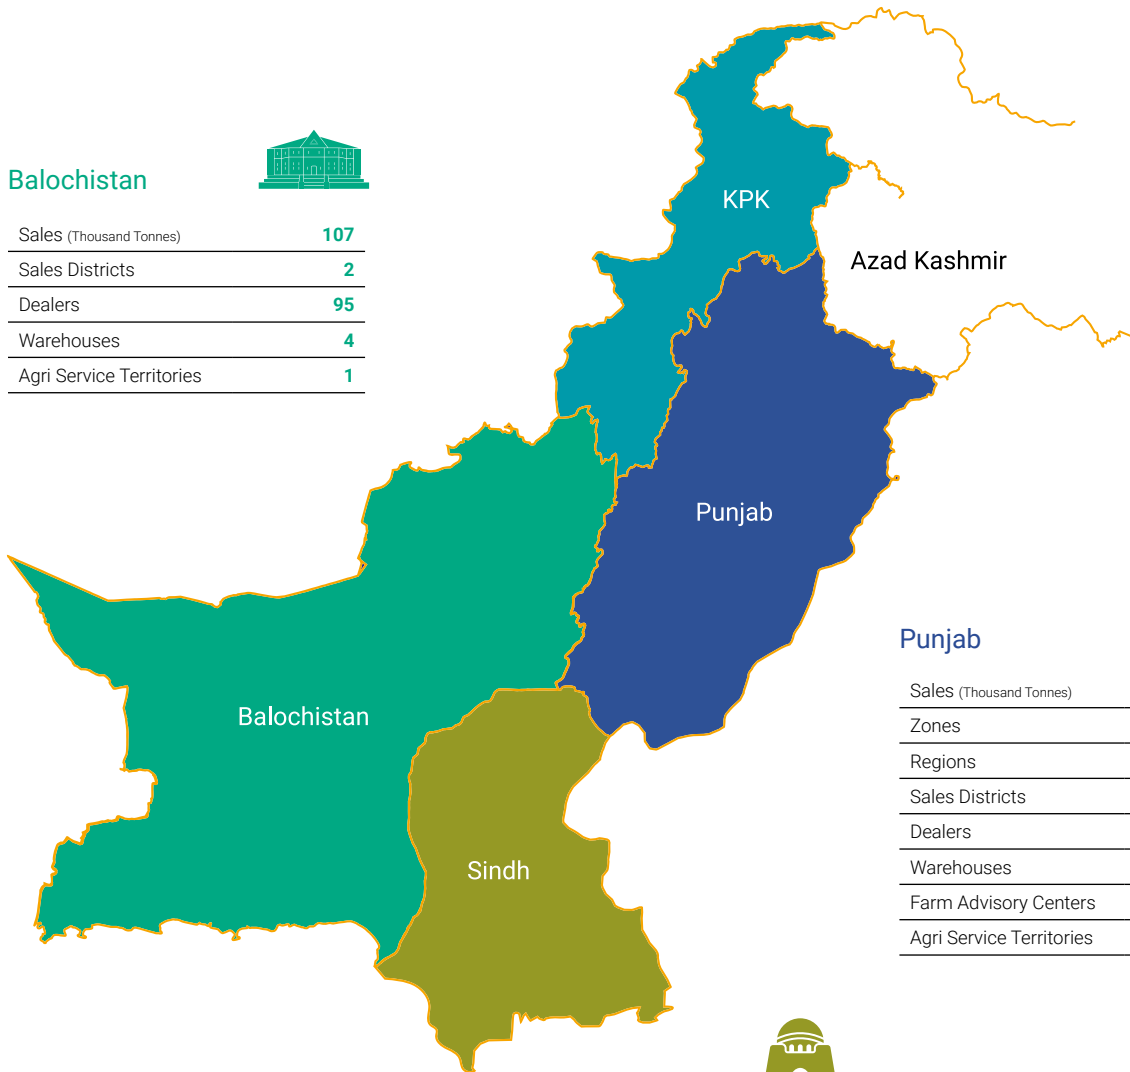 Balochistan
Sales (Thousand Tonnes) 107
Sales Districts 2
Dealers 95
Warehouses 4
Agri Service Territories 1
KPK
Azad Kashmir
Punjab
Balochistan
Sindh
Punjab
Sales (Thousand Tonnes)
Zones
Regions
Sales Districts
Dealers
Warehouses
Farm Advisory Centers
Agri Service Territories